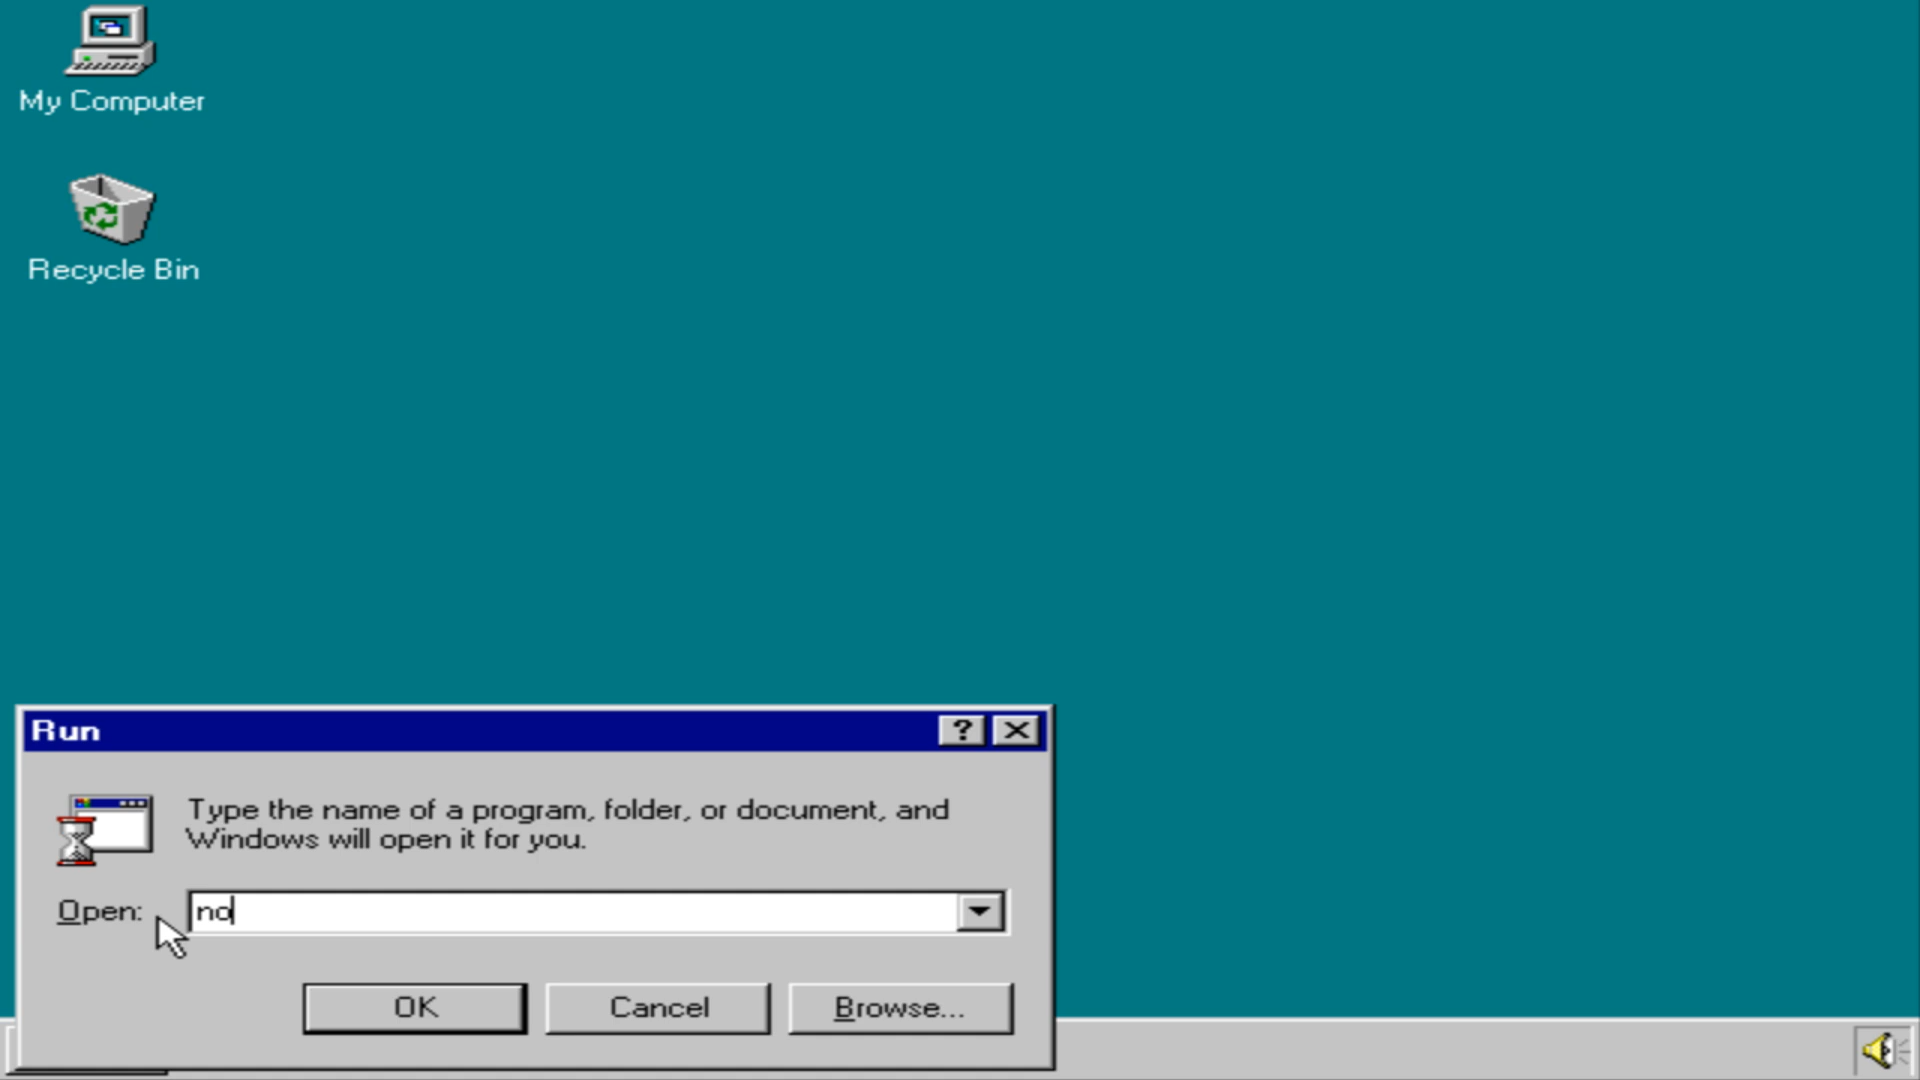 My Computer
Recycle Bin
Run
Type the name of a program, folder, or document, and
Windows will open it for you.
Open: no
OK Cancel Browse...